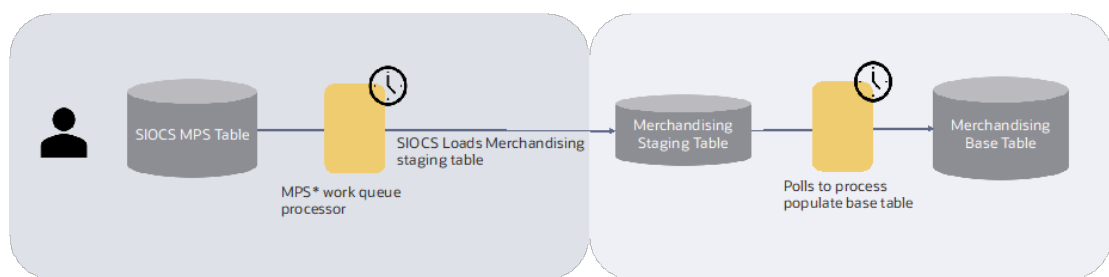 SIOCS MPS Table
SIOCS Loads Merchandising
staging table
MPS* work queue
processor
Merchandising
Staging Table
Polls to process
populate base table
Merchandising
Base Table